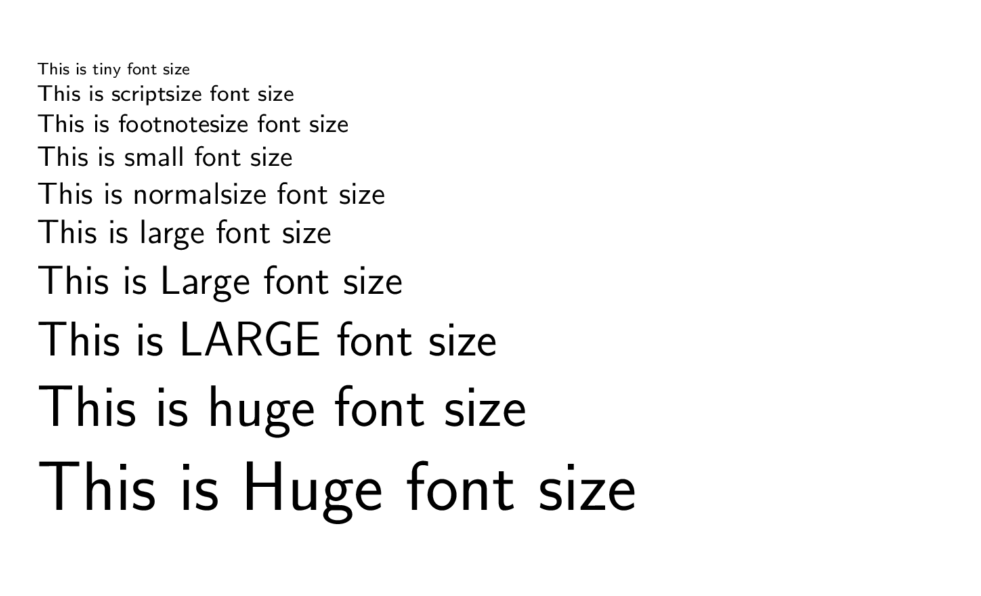 This is tiny font size
This is scriptsize font size
This is footnotesize font size
This is small font size
This is normalsize font size
This is large font size
This is Large font size
This is LARGE font size
This is huge font size
This is Huge font size